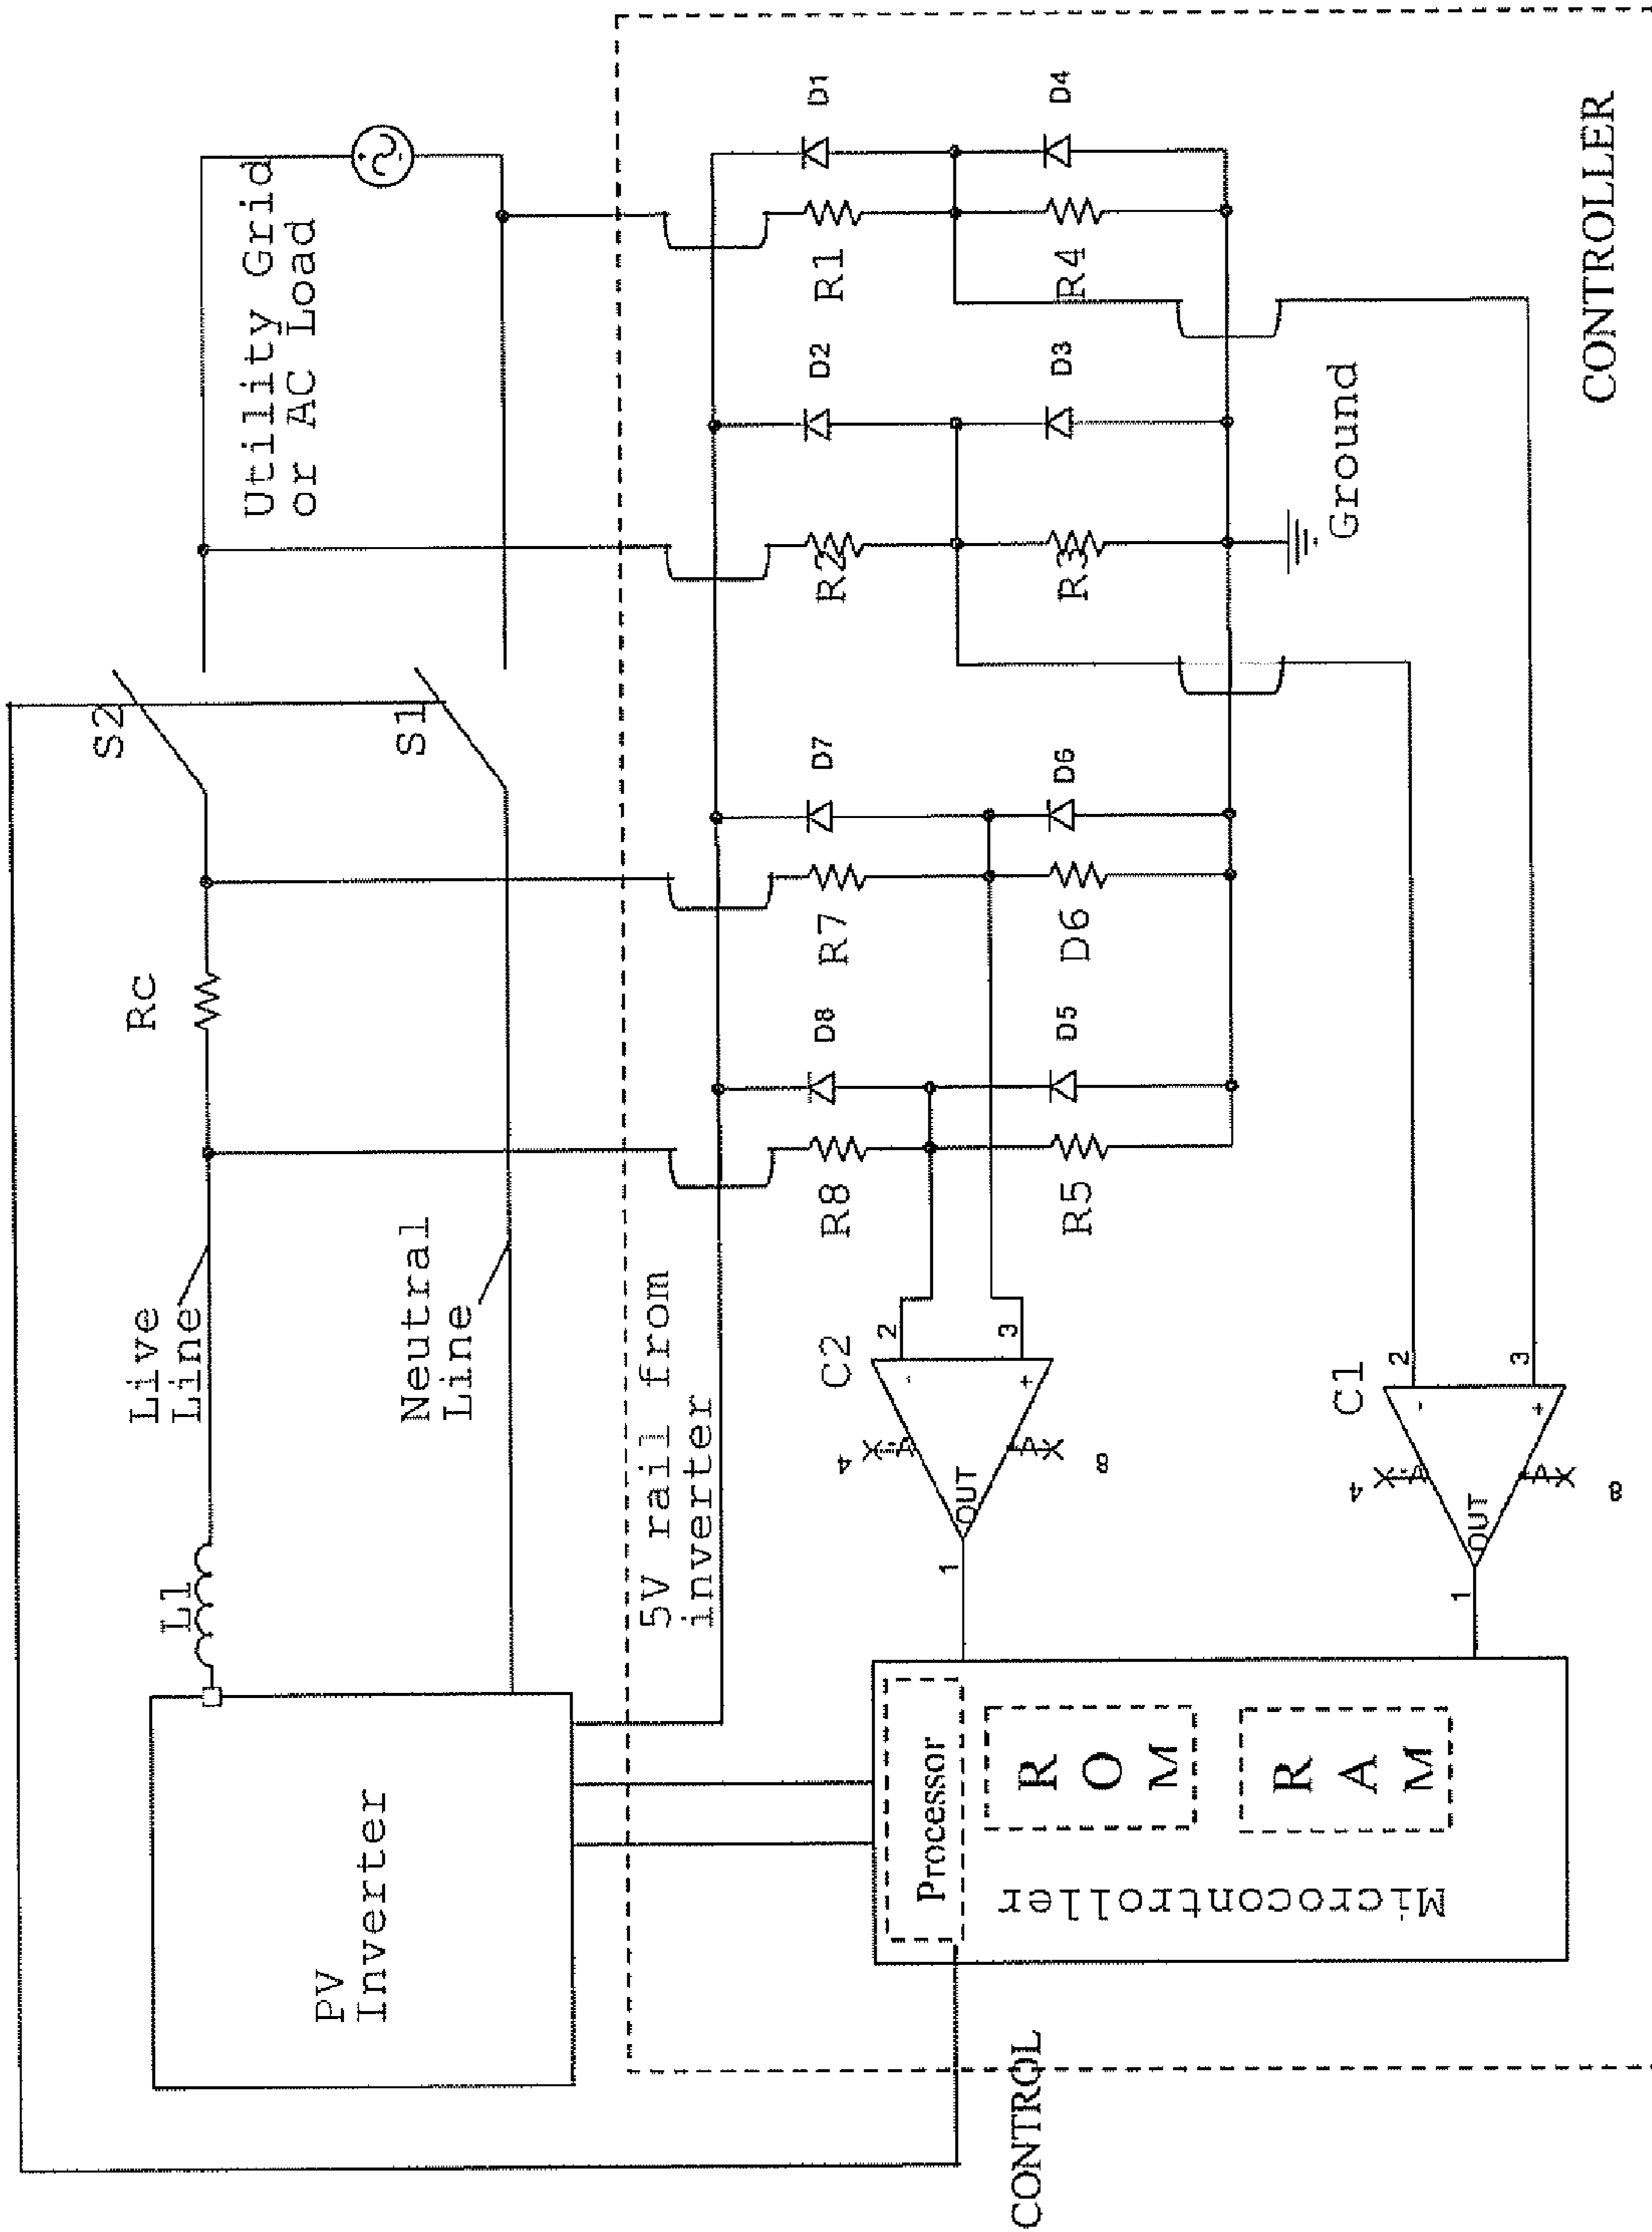 S2
S1
Utility Grid
or AC Load
Rc
Live
Line
Neutral
Line
L1
PV
Inverter
5V rail from
inverter
D8
D7
D2
D1
R8
R7
R2
R1
D5
D6
D3
D4
R5
D6
R3
R4
Ground
C2
2
3
-
+
4
8
OUT
1
C1
2
3
-
+
4
8
OUT
1
Processor
ROM
RAM
Microcontroller
CONTROL
CONTROLLER